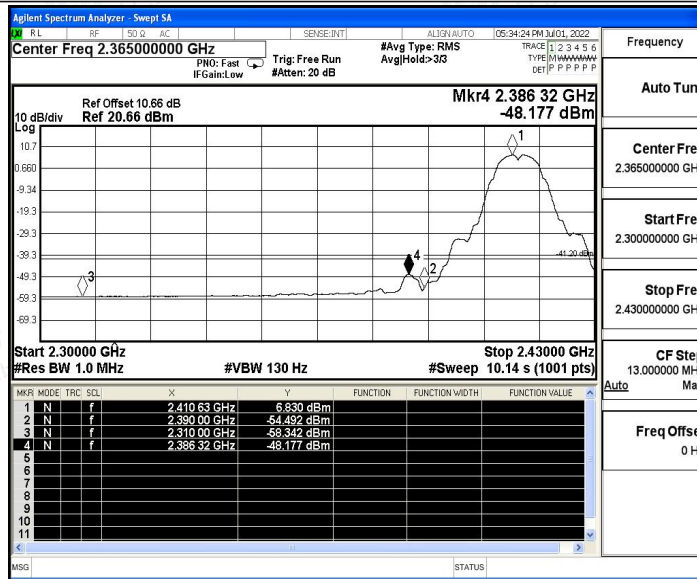 Agilent Spectrum Analyzer - Swept SA
RL RF 50 Ω AC SENSE:INT ALIGN AUTO 05:34:24 PM Jul 01, 2022
Center Freq 2.365000000 GHz
PNO: Fast
IFGain:Low
Trig: Free Run
#Atten: 20 dB
#Avg Type: RMS
Avg|Hold:>3/3
TRACE 1 2 3 4 5 6
TYPE M
DET P P P P P P
Frequency
Ref Offset 10.66 dB
10 dB/div Ref 20.66 dBm
Mkr4 2.386 32 GHz
-48.177 dBm
Log
10.7
0.660
-9.34
-19.3
-29.3
-39.3
-49.3
-59.3
-69.3
1
2
3
4
-41.20 dBm
Start 2.30000 GHz Stop 2.43000 GHz
#Res BW 1.0 MHz #VBW 130 Hz #Sweep 10.14 s (1001 pts)
MKR MODE TRC SCL X Y FUNCTION FUNCTION WIDTH FUNCTION VALUE
1 N f 2.410 63 GHz 6.830 dBm
2 N f 2.390 00 GHz -54.492 dBm
3 N f 2.310 00 GHz -58.342 dBm
4 N f 2.386 32 GHz -48.177 dBm
5
6
7
8
9
10
11
MSG STATUS
Auto Tun
Center Fre
2.365000000 GH
Start Fre
2.300000000 GH
Stop Fre
2.430000000 GH
CF Ste
13.000000 MH
Auto Ma
Freq Offse
0 H